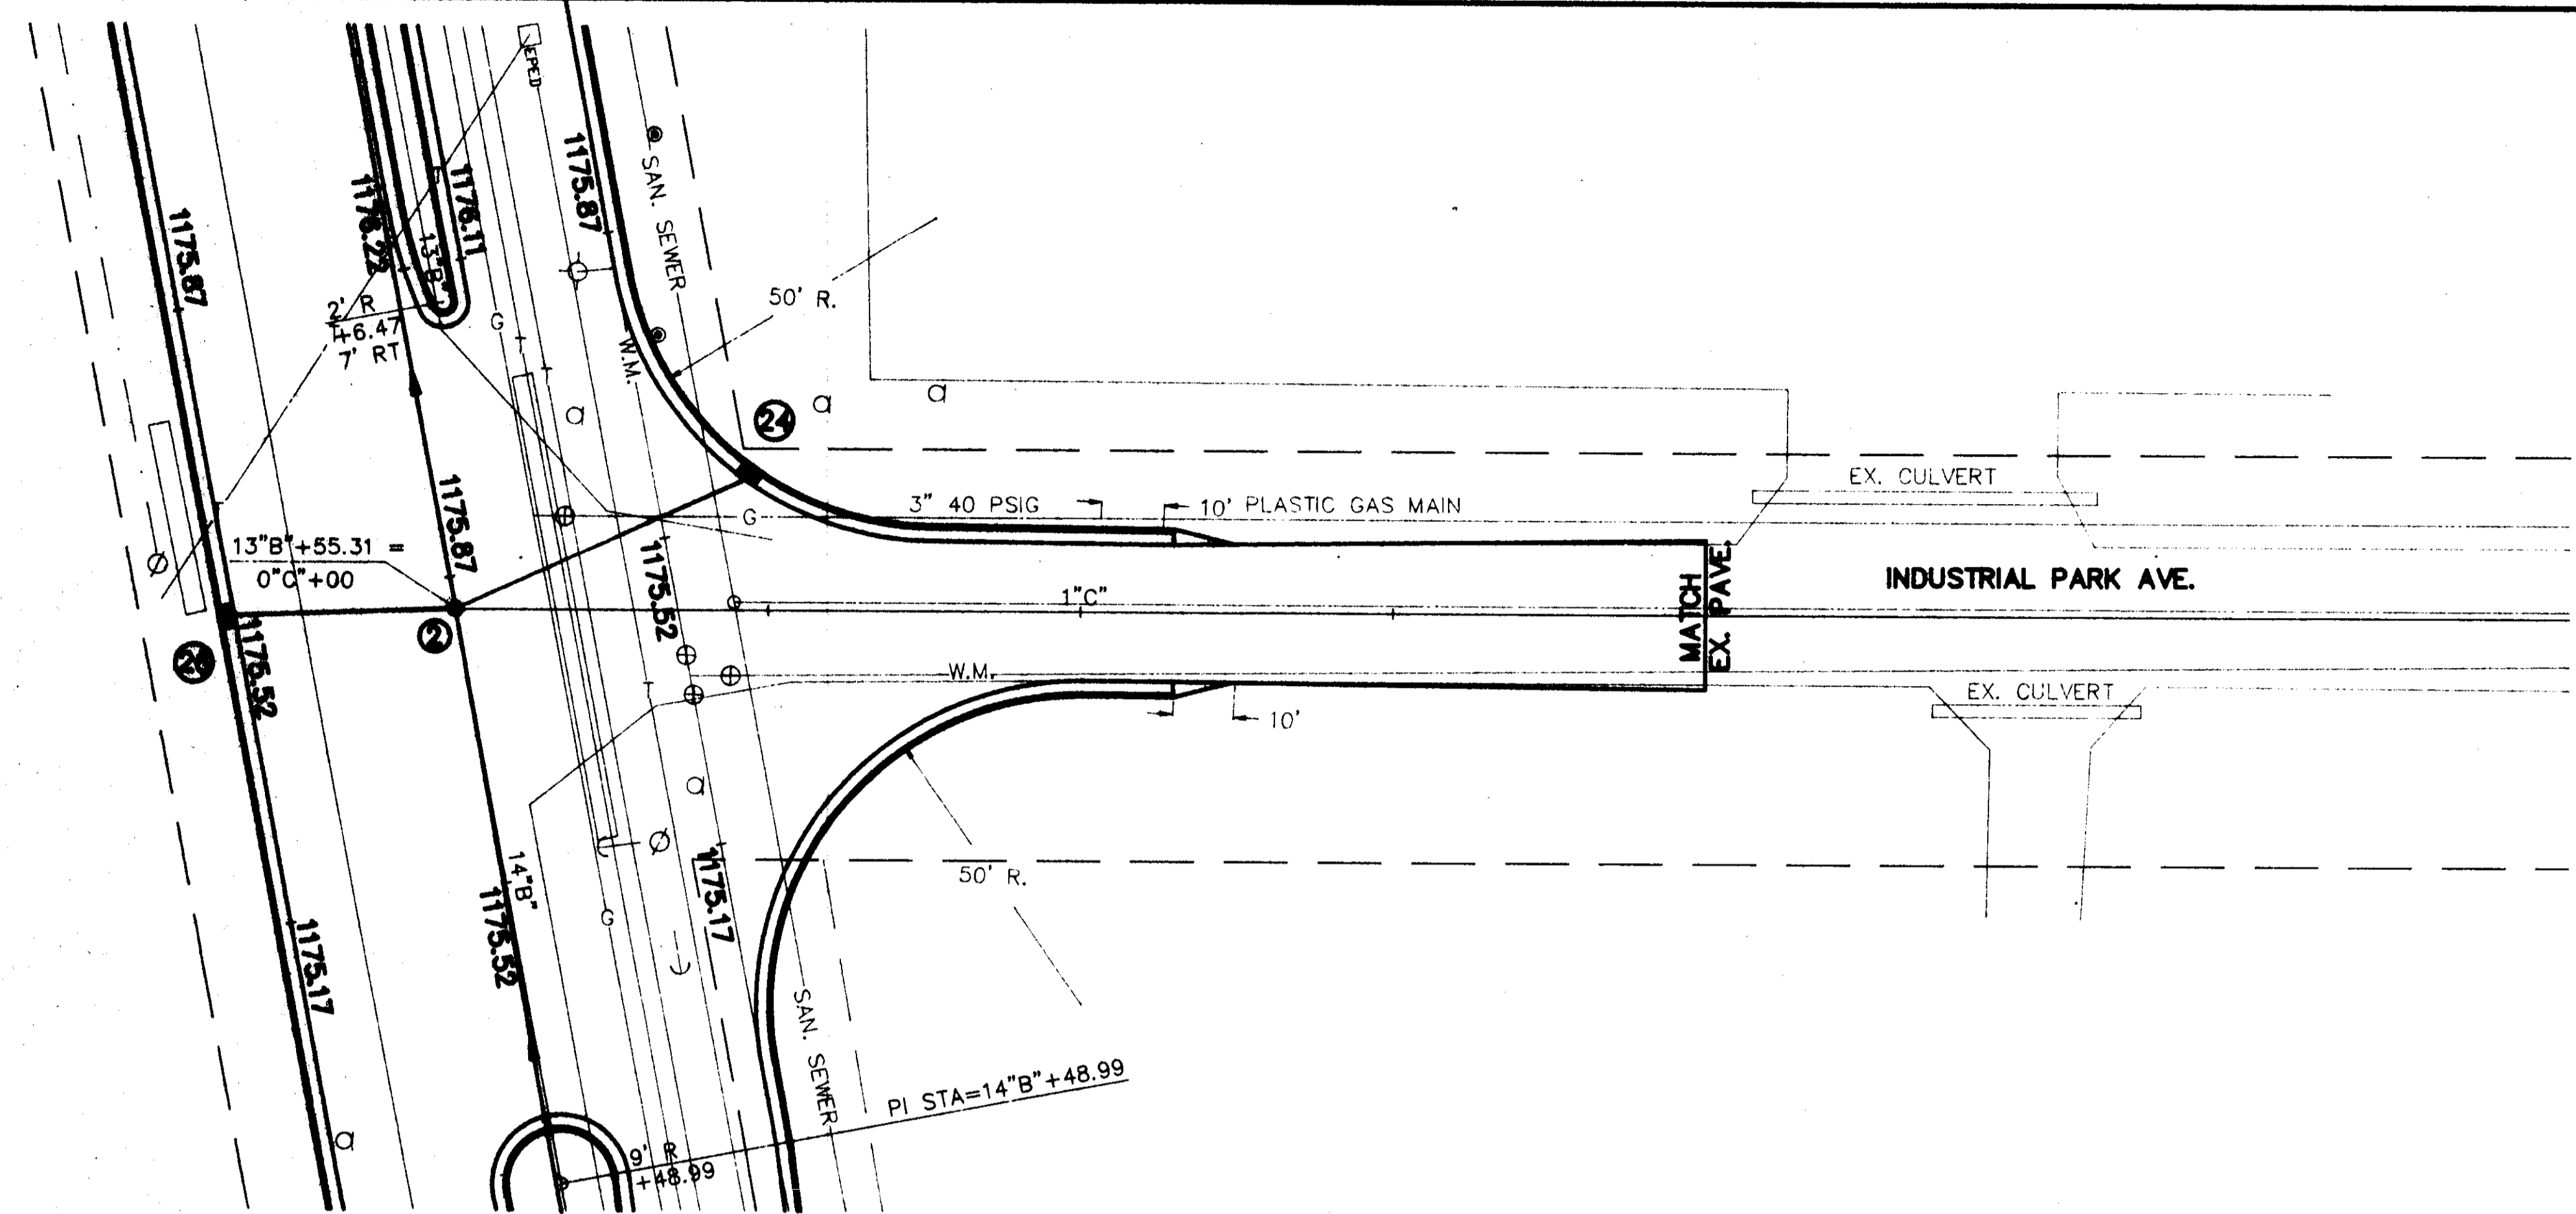 EPED
1175.87
SAN. SEWER
1176.11
1176.22
13"B"
1175.87
2' R
+6.47
7' RT
50' R.
G
W.M.
24
1175.87
3" 40 PSIG
10' PLASTIC GAS MAIN
G
EX. CULVERT
13"B"+55.31 =
0"C"+00
1175.52
1"C"
MATCH
EX. PAVE.
INDUSTRIAL PARK AVE.
2
1175.52
W.M.
EX. CULVERT
10'
T
14"B"
1175.52
1175.17
50' R.
G
1175.17
SAN. SEWER
PI STA=14"B"+48.99
9' R
+48.99